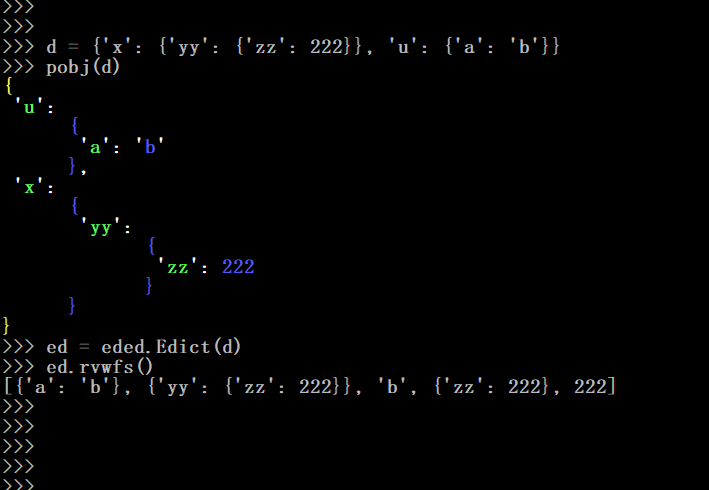 >>>
>>>
>>> d = {'x': {'yy': {'zz': 222}}, 'u': {'a': 'b'}}
>>> pobj(d)
{
 'u':
      {
       'a': 'b'
      },
 'x':
      {
       'yy':
             {
              'zz': 222
             }
      }
}
>>> ed = eded.Edict(d)
>>> ed.rvwfs()
[{'a': 'b'}, {'yy': {'zz': 222}}, 'b', {'zz': 222}, 222]
>>>
>>>
>>>
>>>
>>>